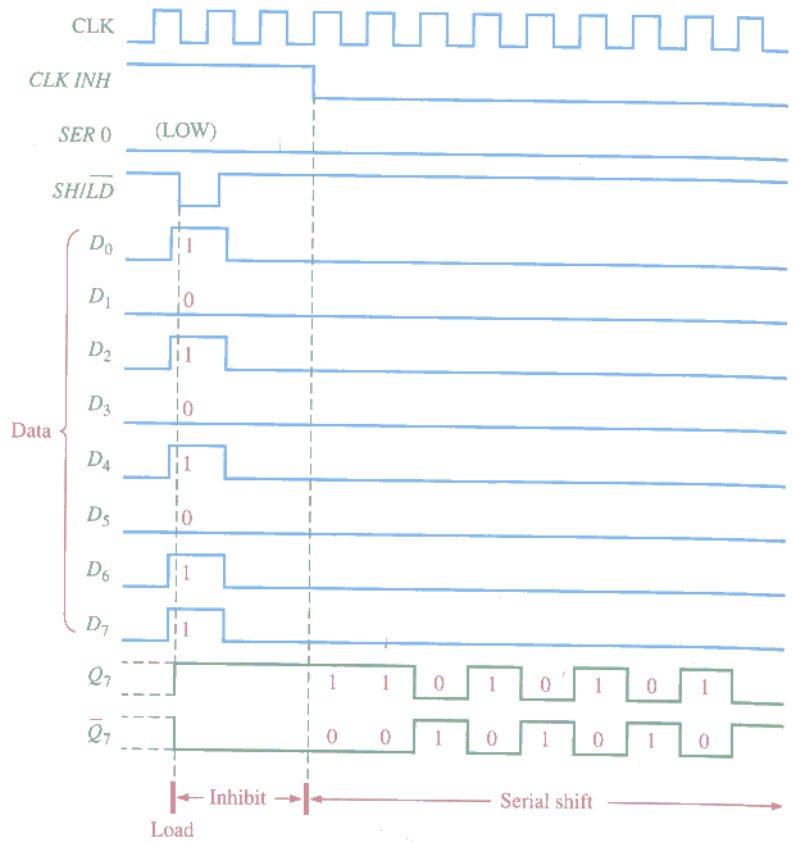 CLK
CLK INH
SER 0 (LOW)
SH/L̅D̅
D₀ 1
D₁ 0
D₂ 1
D₃ 0
Data
D₄ 1
D₅ 0
D₆ 1
D₇ 1
Q₇ 1 1 0 1 0 1 0 1
Q̅₇ 0 0 1 0 1 0 1 0
Inhibit Serial shift
Load